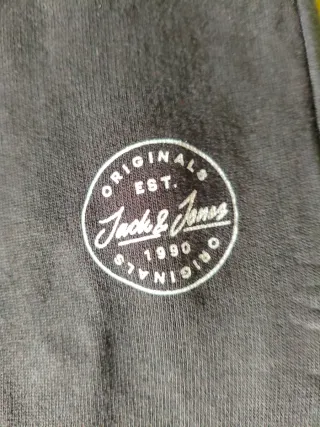 ORIGINALS
EST.
Jack & Jones
1990
ORIGINALS